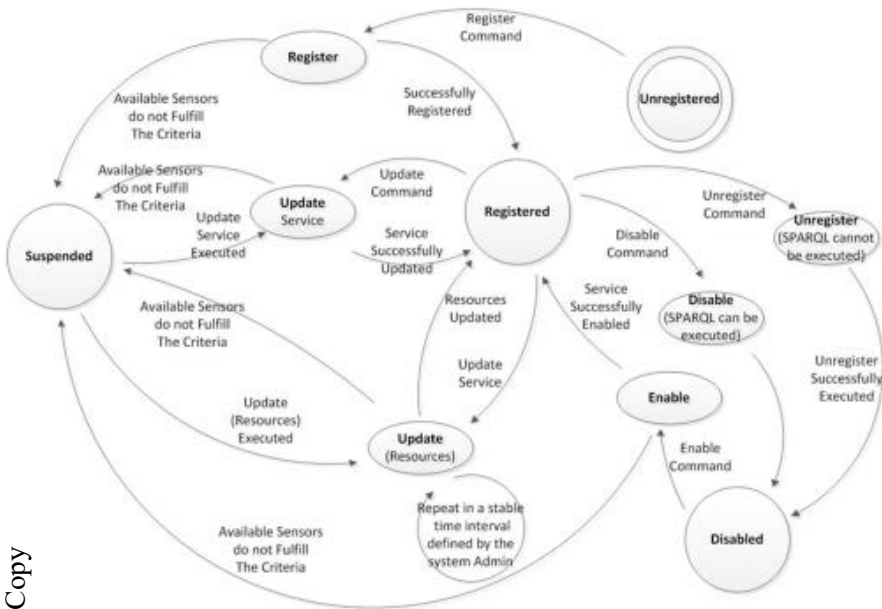 Register
Command
Register
Unregistered
Available Sensors
do not Fulfill
The Criteria
Successfully
Registered
Available Sensors
do not Fulfill
The Criteria
Update
Command
Update
Service
Registered
Unregister
Command
Unregister
(SPARQL cannot
be executed)
Suspended
Update
Service
Executed
Service
Successfully
Updated
Disable
Command
Available Sensors
do not Fulfill
The Criteria
Resources
Updated
Service
Successfully
Enabled
Disable
(SPARQL can be
executed)
Update
Service
Unregister
Successfully
Executed
Update
(Resources)
Executed
Update
(Resources)
Enable
Enable
Command
Repeat in a stable
time interval
defined by the
system Admin
Available Sensors
do not Fulfill
The Criteria
Disabled
Copy